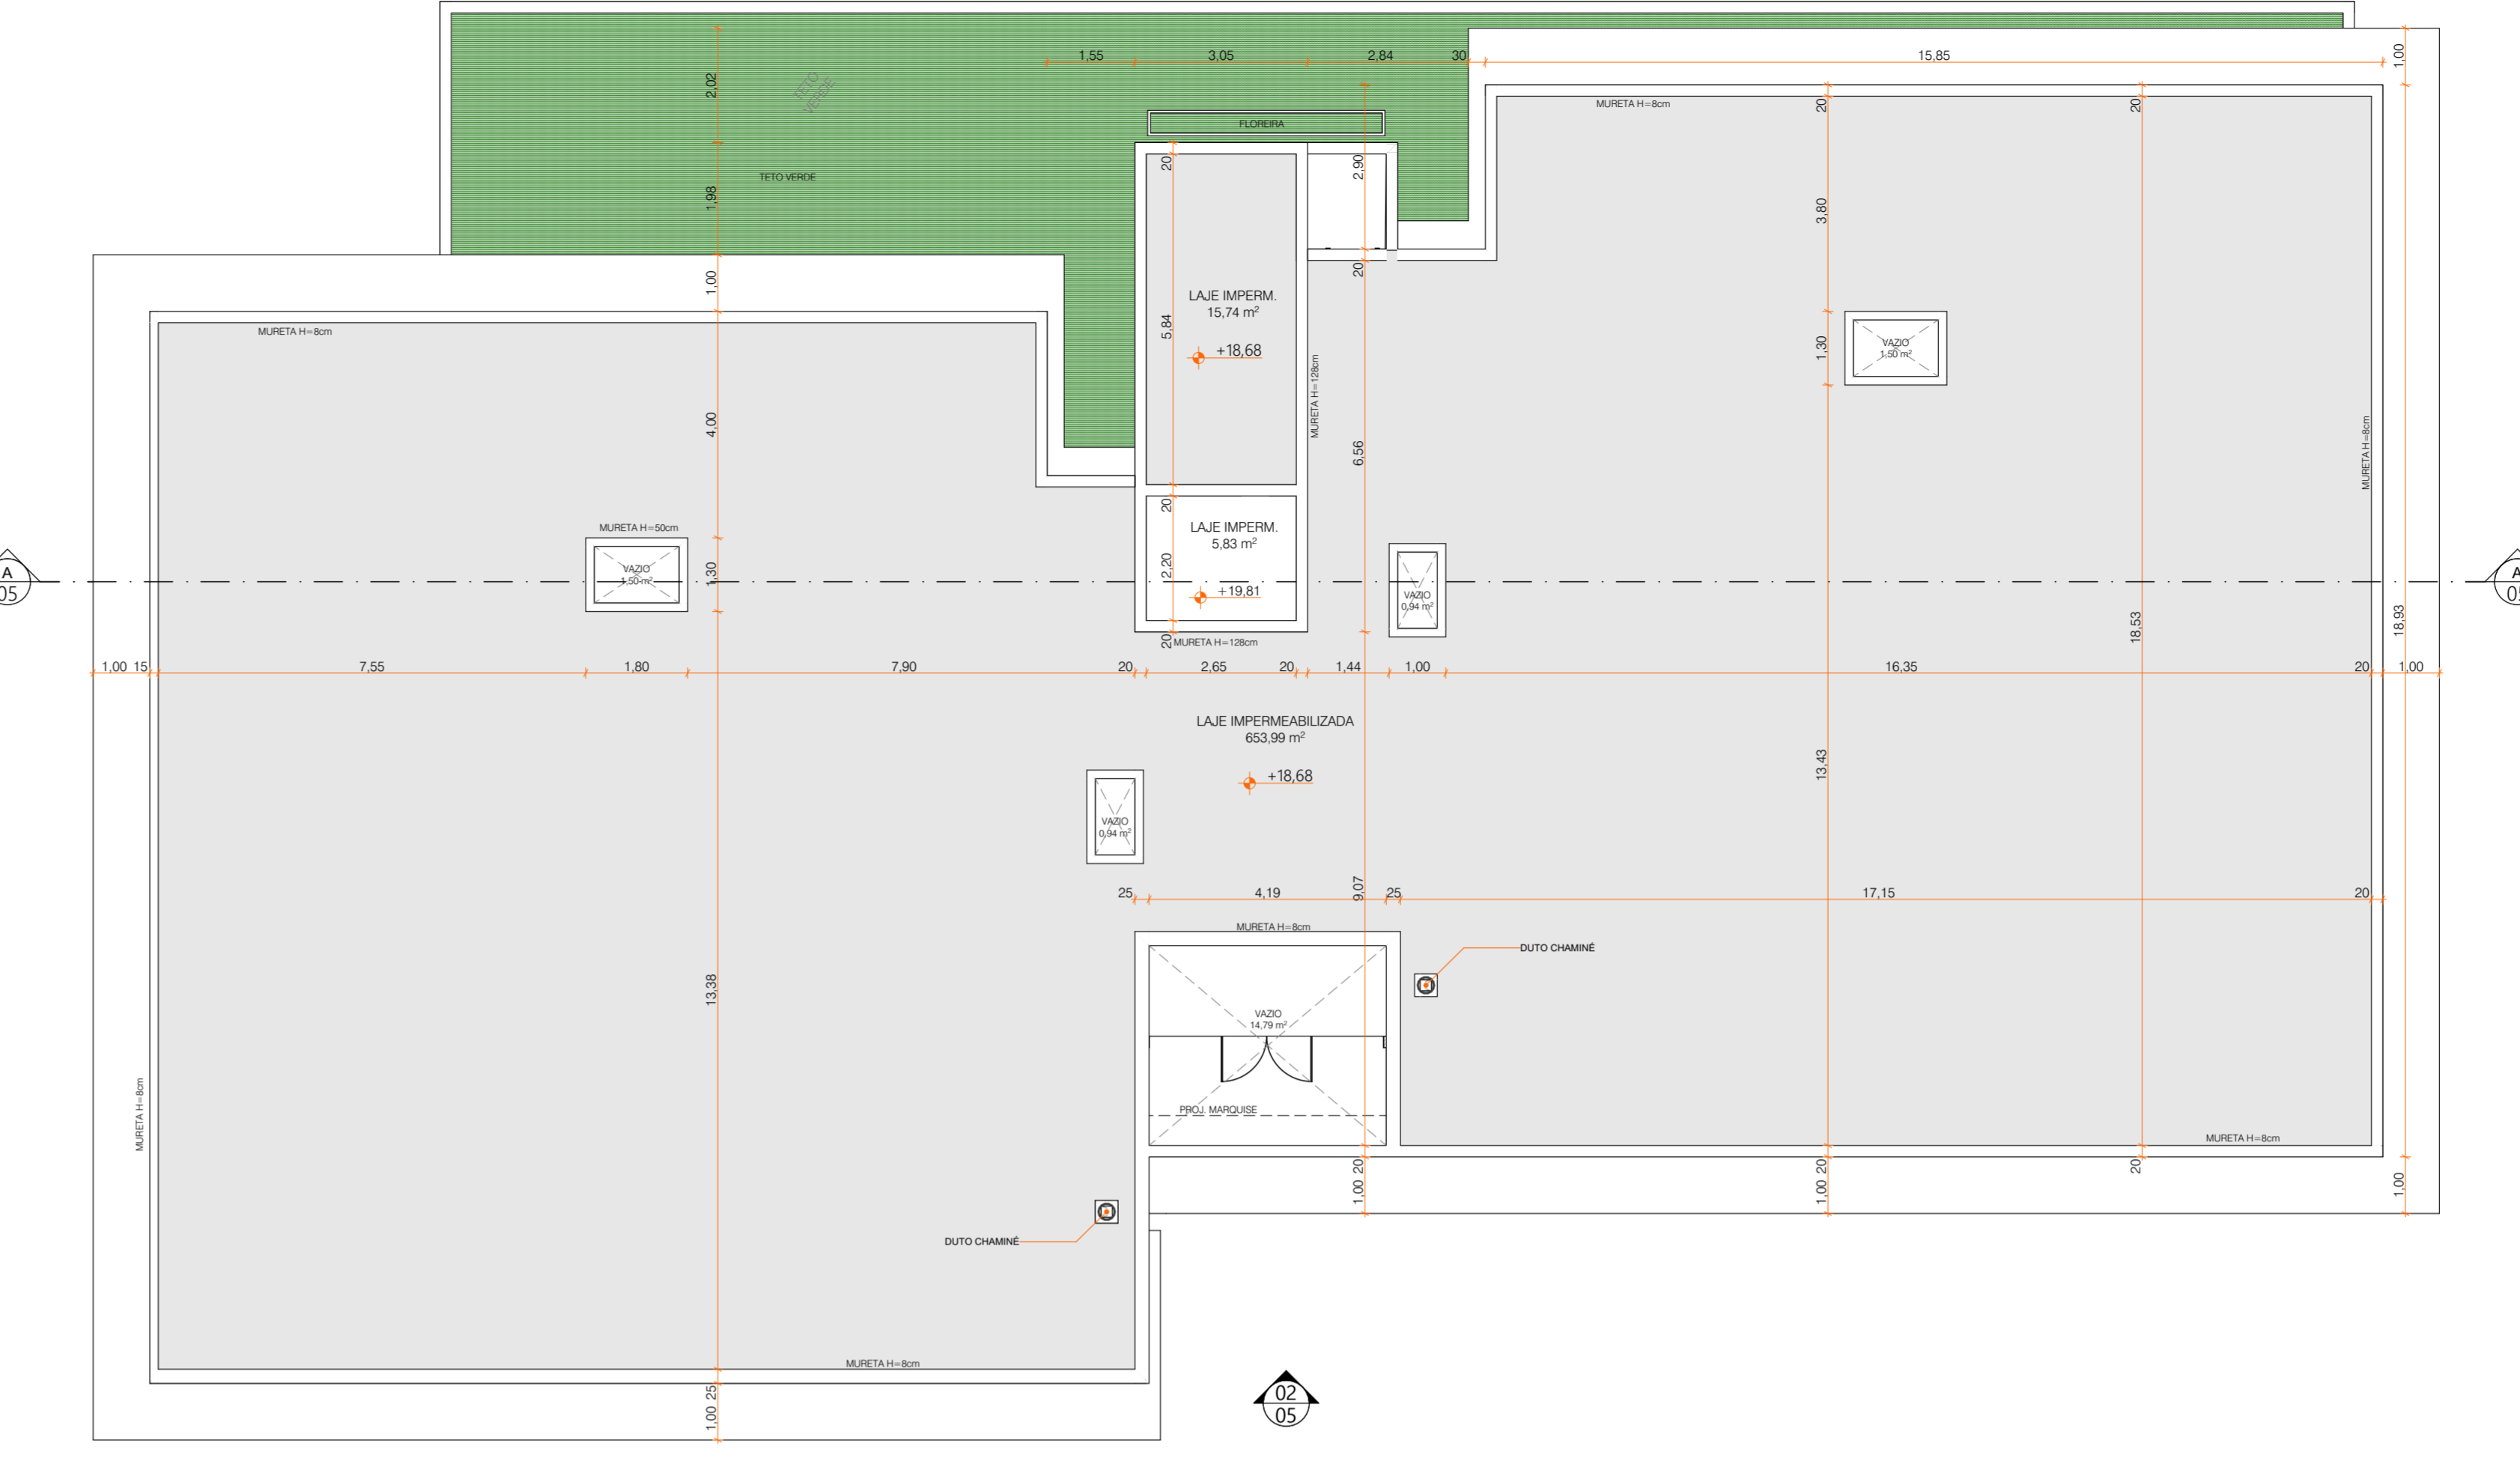 1,55
3,05
2,84
30
15,85
1,00
2,02
TETO
VERDE
MURETA H=8cm
20
20
FLOREIRA
TETO VERDE
1,98
20
2,90
3,80
20
1,00
LAJE IMPERM.
15,74 m²
+18,68
5,84
MURETA H=128cm
MURETA H=8cm
VAZIO
1,50 m²
1,30
4,00
6,56
MURETA H=8cm
20
LAJE IMPERM.
5,83 m²
MURETA H=50cm
VAZIO
1,50 m²
1,30
2,20
+19,81
VAZIO
0,94 m²
A
05
A
18,93
18,53
20
MURETA H=128cm
1,00
15
7,55
1,80
7,90
20
2,65
20
1,44
1,00
16,35
20
1,00
LAJE IMPERMEABILIZADA
653,99 m²
+18,68
13,43
VAZIO
0,94 m²
25
4,19
9,07
25
17,15
20
MURETA H=8cm
DUTO CHAMINÉ
13,38
VAZIO
14,79 m²
PROJ. MARQUISE
MURETA H=8cm
MURETA H=8cm
20
1,00
20
1,00
20
1,00
DUTO CHAMINÉ
MURETA H=8cm
25
1,00
02
05